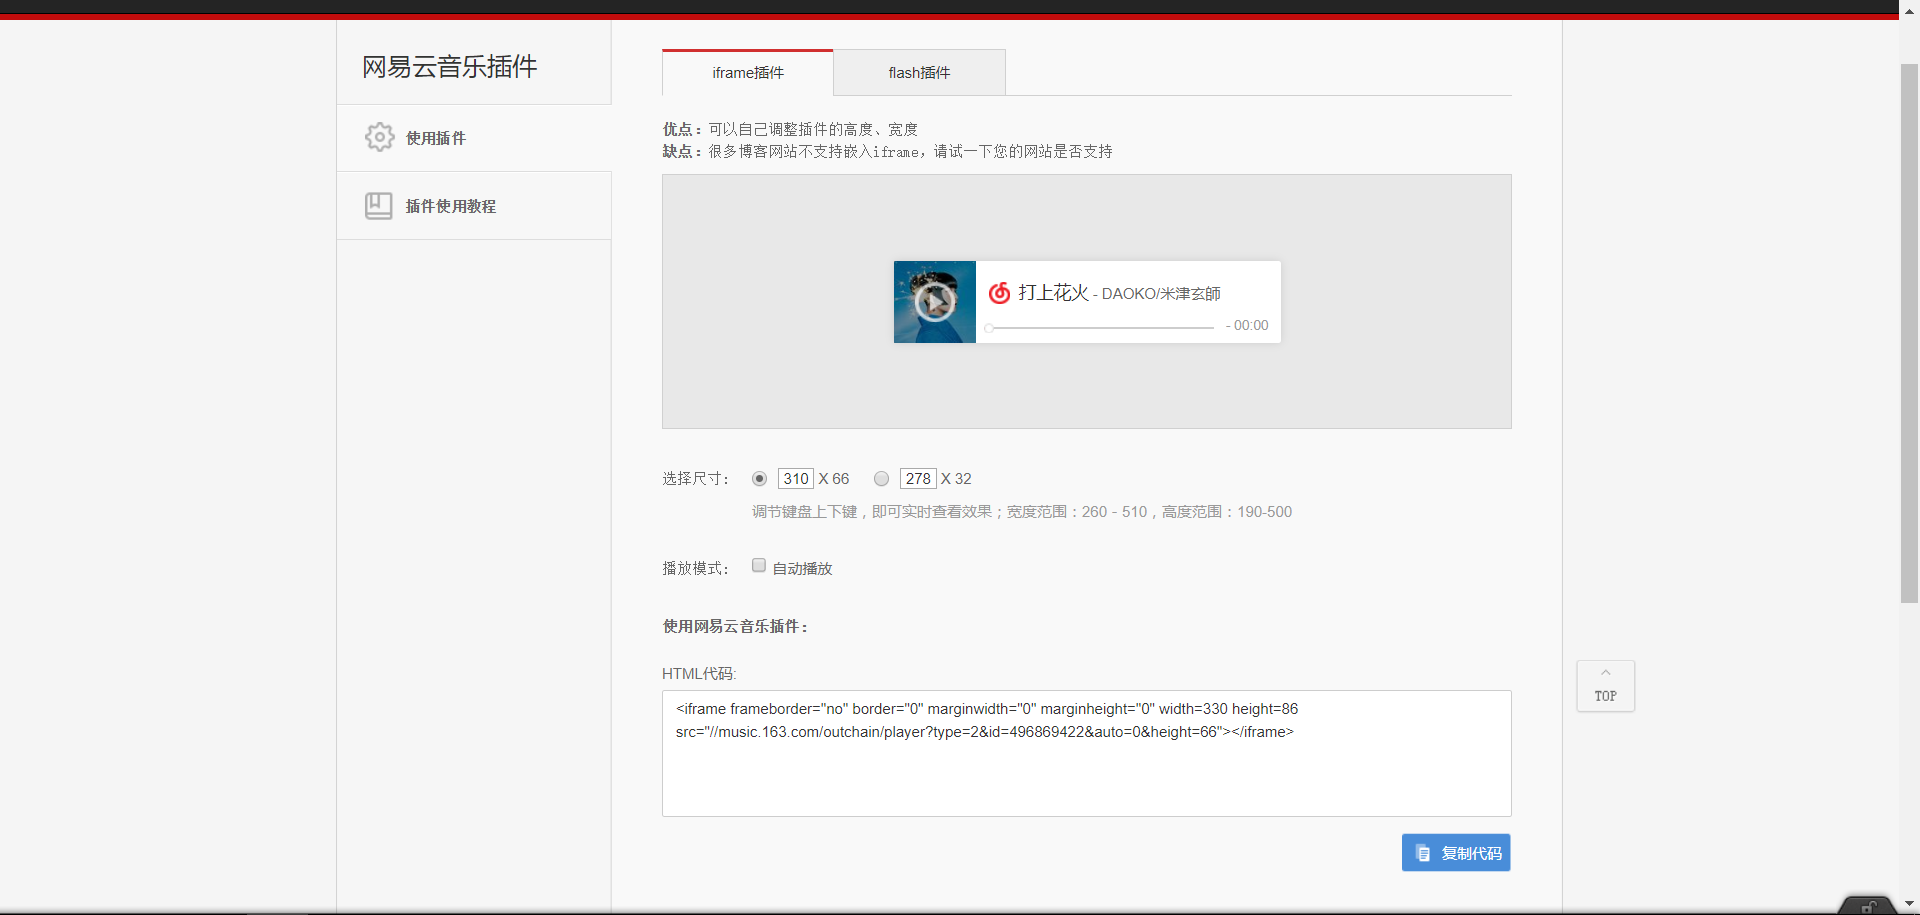 网易云音乐插件
使用插件
插件使用教程
iframe插件
flash插件
优点：可以自己调整插件的高度、宽度
缺点：很多博客网站不支持嵌入iframe，请试一下您的网站是否支持
打上花火 - DAOKO/米津玄師
- 00:00
选择尺寸： 310 X 66 278 X 32
调节键盘上下键，即可实时查看效果；宽度范围：260 - 510，高度范围：190-500
播放模式： 自动播放
使用网易云音乐插件：
HTML代码:
<iframe frameborder="no" border="0" marginwidth="0" marginheight="0" width=330 height=86
src="//music.163.com/outchain/player?type=2&id=496869422&auto=0&height=66"></iframe>
TOP
复制代码